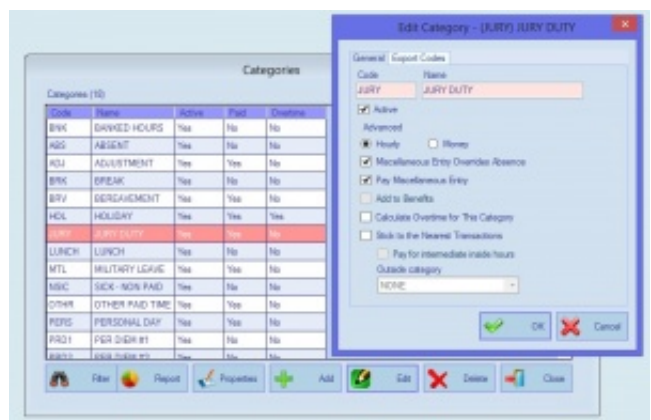 Edit Category - (JURY) JURY DUTY
General Export Codes
Code Name
JURY JURY DUTY
Active
Advanced
Hourly Money
Miscellaneous Entry Overrides Absence
Pay Miscellaneous Entry
Add to Benefits
Calculate Overtime for This Category
Stick to the Nearest Transactions
Pay for intermediate inside hours
Outside category
NONE
OK Cancel
Categories
Categories
Code Name Active Paid Overtime
BNK BANKED HOURS Yes No No
ABS ABSENT Yes No No
ADJ ADJUSTMENT Yes Yes No
BRK BREAK Yes No No
BRV BEREAVEMENT Yes Yes No
HOL HOLIDAY Yes Yes Yes
JURY JURY DUTY Yes Yes No
LUNCH LUNCH Yes No No
MTL MILITARY LEAVE Yes Yes No
NSIC SICK - NON PAID Yes No No
OTHR OTHER PAID TIME Yes Yes No
PERS PERSONAL DAY Yes Yes No
PRD1 PER DIEM #1 Yes No No
PER DIEM #2 Yes No No
Filter Report Properties Add Edit Delete Close